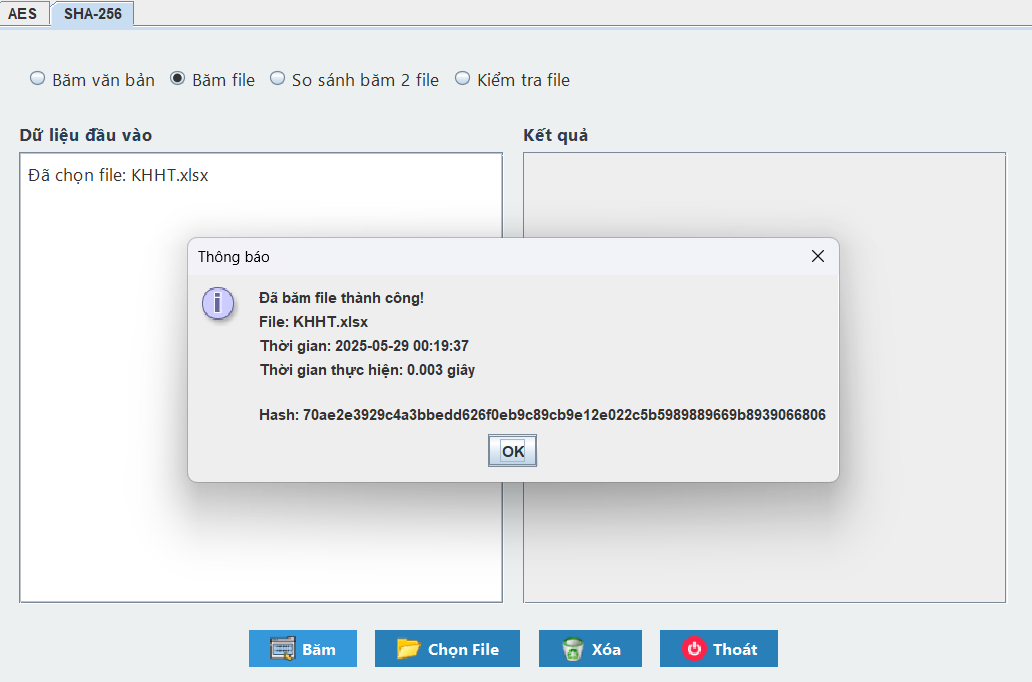 AES SHA-256
Băm văn bản Băm file So sánh băm 2 file Kiểm tra file
Dữ liệu đầu vào
Đã chọn file: KHHT.xlsx
Kết quả
Thông báo
Đã băm file thành công!
File: KHHT.xlsx
Thời gian: 2025-05-29 00:19:37
Thời gian thực hiện: 0.003 giây
Hash: 70ae2e3929c4a3bbedd626f0eb9c89cb9e12e022c5b5989889669b8939066806
OK
Băm Chọn File Xóa Thoát